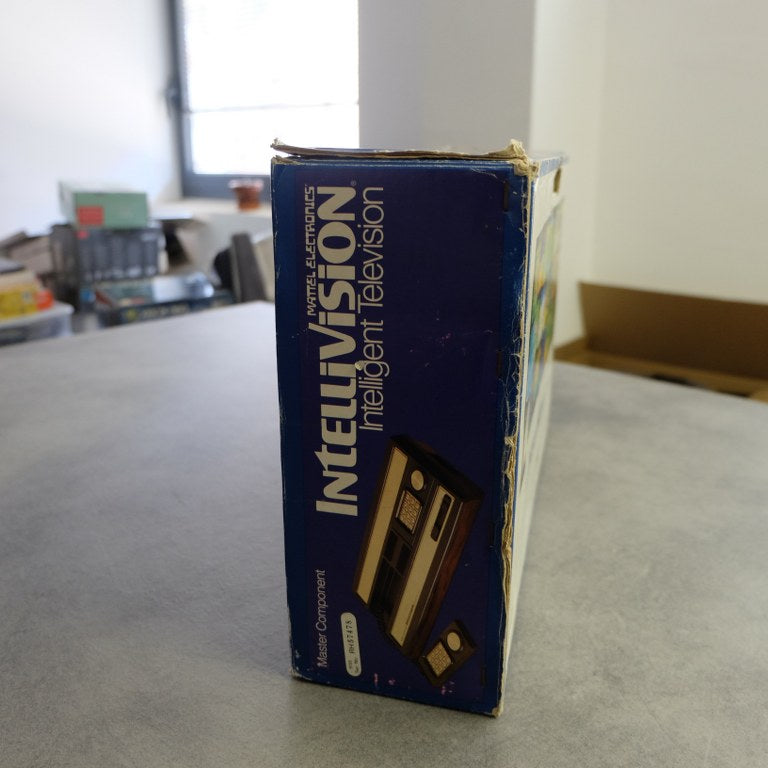 MATTEL ELECTRONICS
INTELLIVISION®
Intelligent Television
Master Component